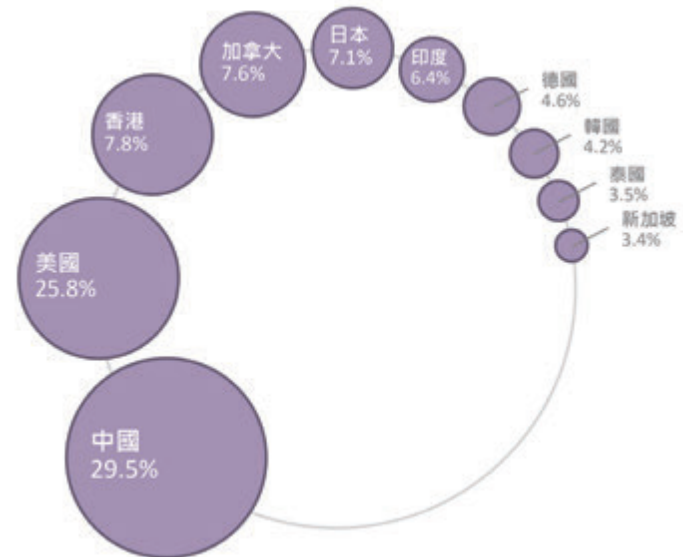 日本
7.1%
加拿大
7.6%
印度
6.4%
德國
4.6%
香港
7.8%
韓國
4.2%
泰國
3.5%
新加坡
3.4%
美國
25.8%
中國
29.5%